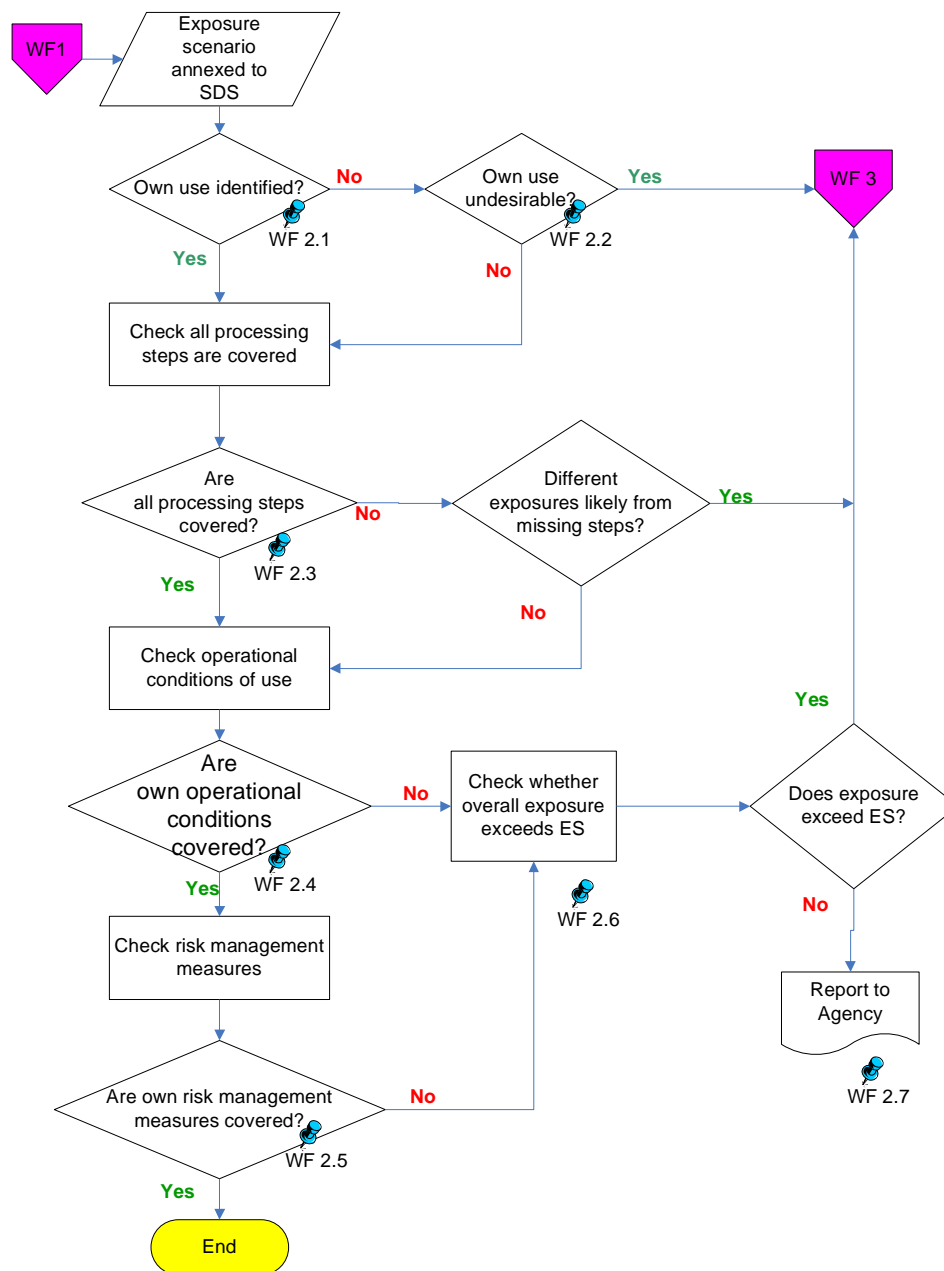 WF1
Exposure
scenario
annexed to
SDS
Own use identified?
No
Own use
undesirable?
Yes
WF 3
WF 2.1
WF 2.2
Yes
No
Check all processing
steps are covered
Are
all processing steps
covered?
No
Different
exposures likely from
missing steps?
Yes
WF 2.3
Yes
No
Check operational
conditions of use
Yes
Are
own operational
conditions
covered?
No
Check whether
overall exposure
exceeds ES
Does exposure
exceed ES?
WF 2.4
Yes
WF 2.6
No
Check risk management
measures
Report to
Agency
WF 2.7
Are own risk management
measures covered?
No
WF 2.5
Yes
End